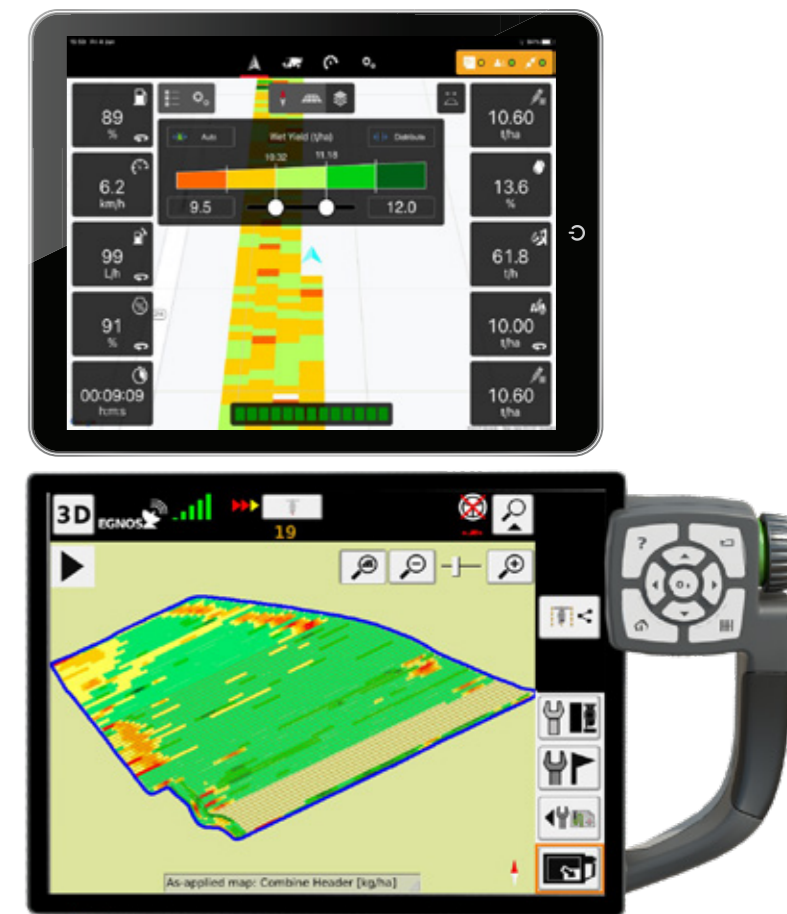 89
%
6.2
km/h
99
L/h
91
%
00:09:09
h:m:s
Auto
Wet Yield (t/ha)
Distribute
10.32
11.18
9.5
12.0
10.60
t/ha
13.6
%
61.8
t/h
10.00
t/ha
10.60
t/ha
3D
EGNOS
19
?
As-applied map: Combine Header [kg/ha]